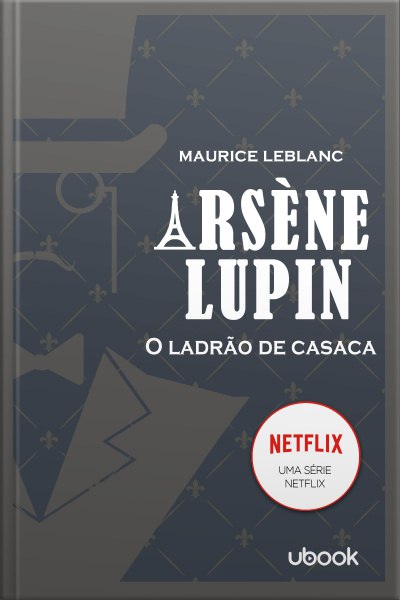 MAURICE LEBLANC
ARSÈNE
LUPIN
O LADRÃO DE CASACA
NETFLIX
UMA SÉRIE
NETFLIX
ubook